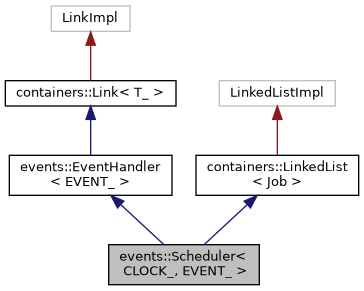 LinkImpl
containers::Link< T_ >
LinkedListImpl
events::EventHandler
< EVENT_ >
containers::LinkedList
< Job >
events::Scheduler<
CLOCK_, EVENT_ >